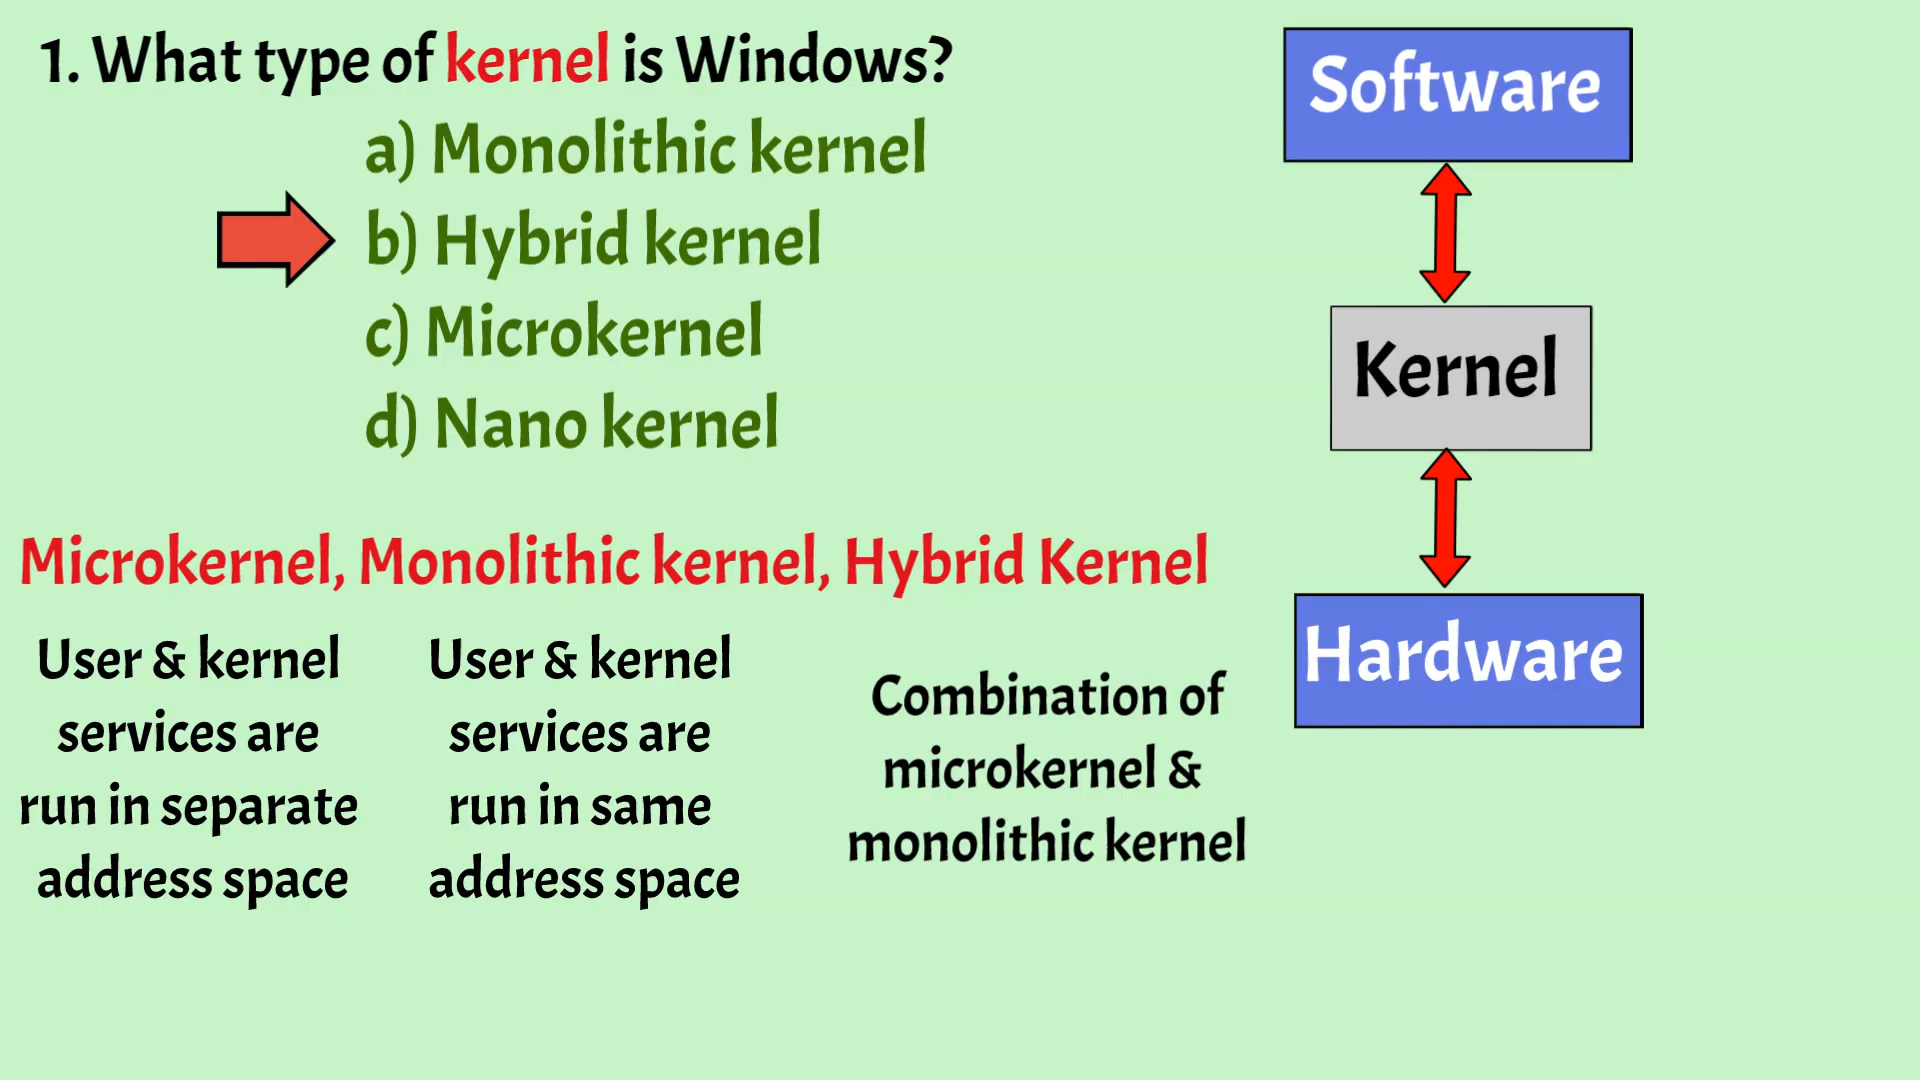 1. What type of kernel is Windows?
a) Monolithic kernel
b) Hybrid kernel
c) Microkernel
d) Nano kernel
Microkernel, Monolithic kernel, Hybrid Kernel
User & kernel
services are
run in separate
address space
User & kernel
services are
run in same
address space
Combination of
microkernel &
monolithic kernel
Software
Kernel
Hardware